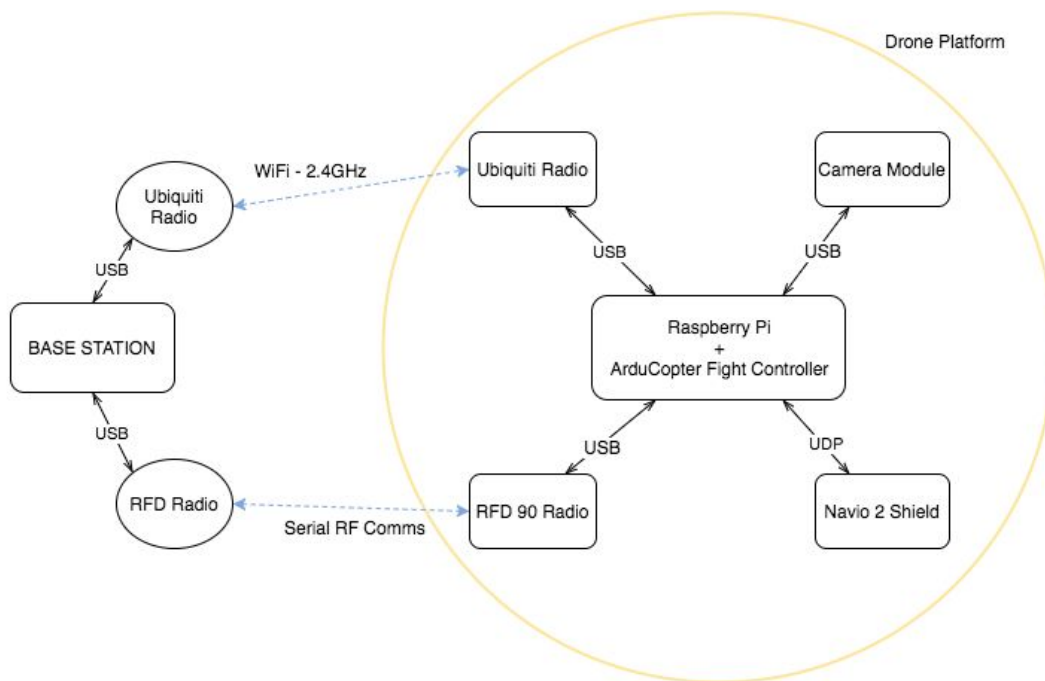 Drone Platform
WiFi - 2.4GHz
Ubiquiti Radio
Camera Module
Ubiquiti
Radio
USB
USB
USB
BASE STATION
Raspberry Pi
+
ArduCopter Fight Controller
USB
USB
UDP
RFD Radio
Serial RF Comms
RFD 90 Radio
Navio 2 Shield